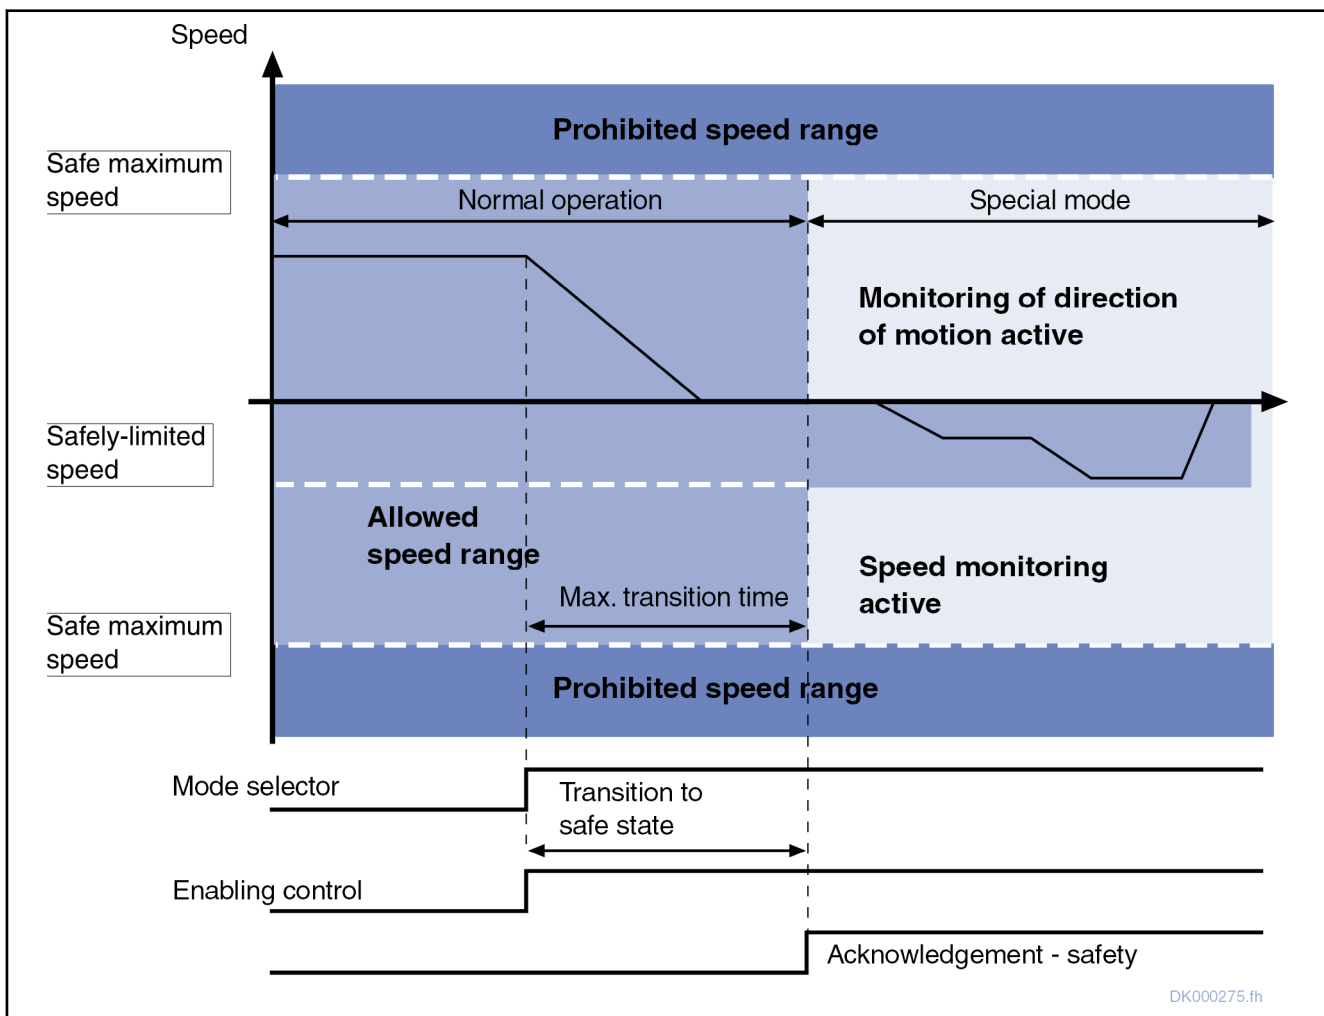 Speed
Prohibited speed range
Safe maximum
speed
Normal operation
Special mode
Monitoring of direction
of motion active
Safely-limited
speed
Allowed
speed range
Speed monitoring
active
Max. transition time
Safe maximum
speed
Prohibited speed range
Mode selector
Transition to
safe state
Enabling control
Acknowledgement - safety
DK000275.fh